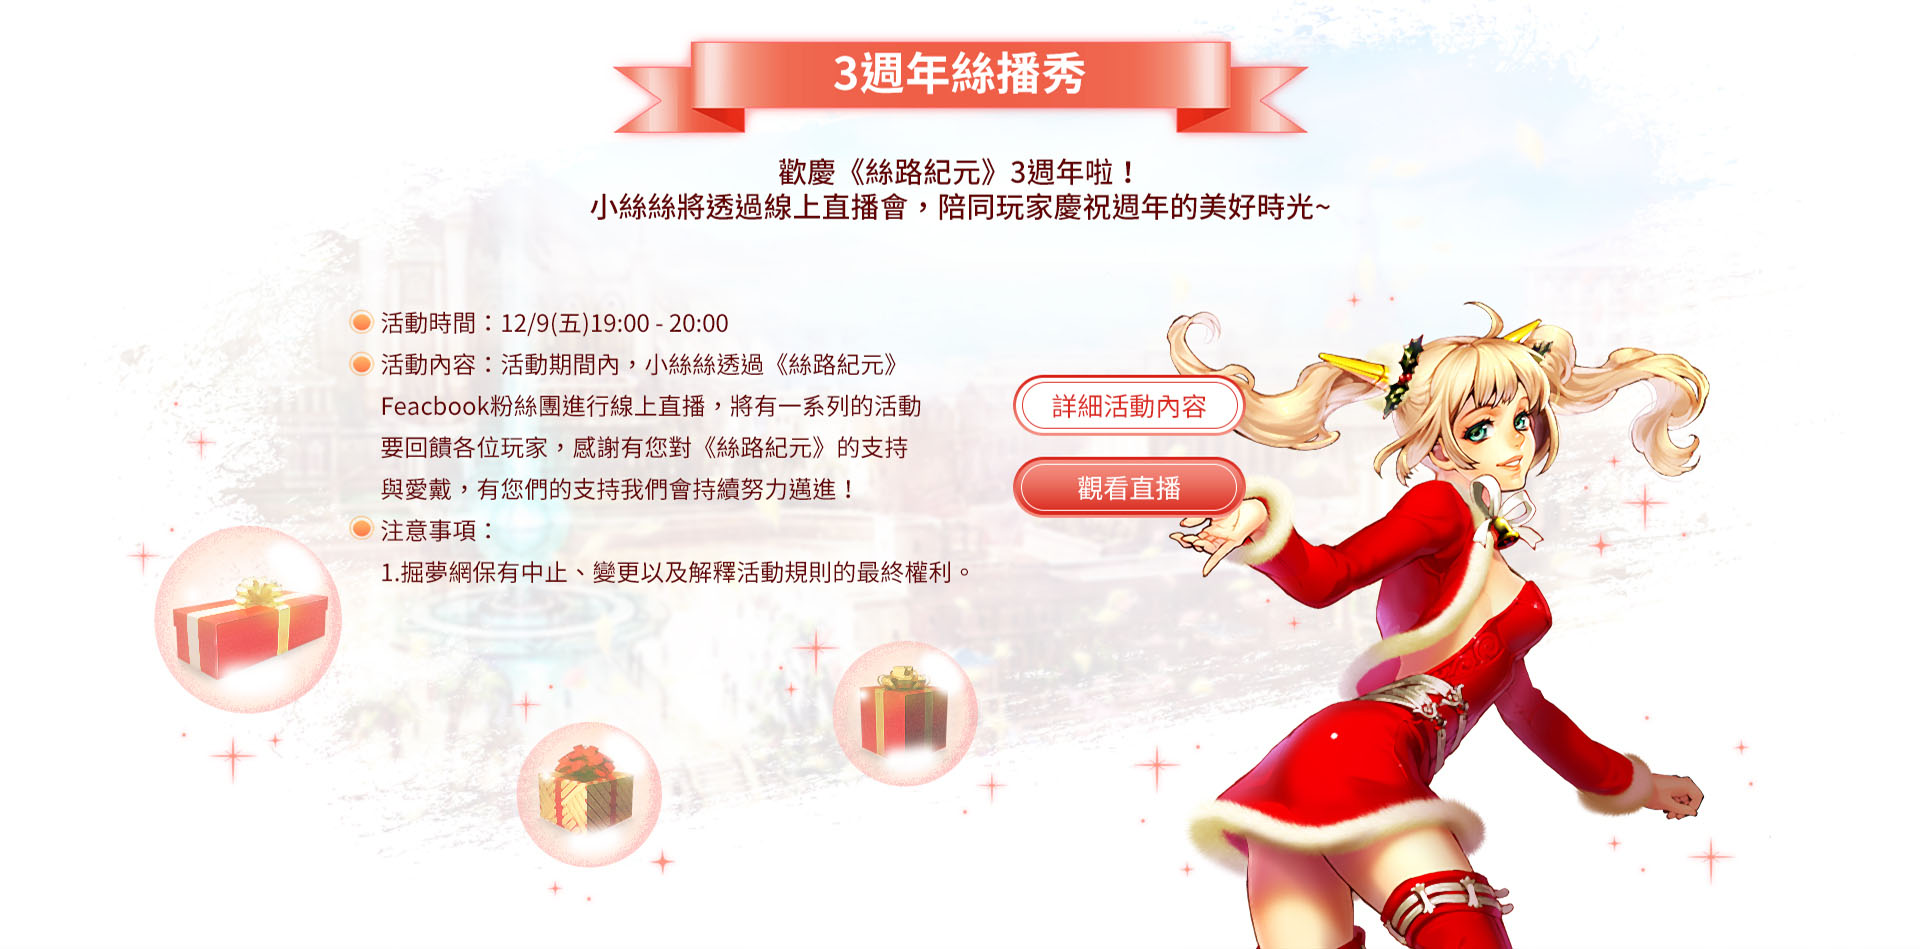 3週年絲播秀
歡慶《絲路紀元》3週年啦！
小絲絲將透過線上直播會，陪同玩家慶祝週年的美好時光~
活動時間：12/9(五)19:00 - 20:00
活動內容：活動期間內，小絲絲透過《絲路紀元》
Feacbook粉絲團進行線上直播，將有一系列的活動
要回饋各位玩家，感謝有您對《絲路紀元》的支持
與愛戴，有您們的支持我們會持續努力邁進！
注意事項：
1.掘夢網保有中止、變更以及解釋活動規則的最終權利。
詳細活動內容
觀看直播